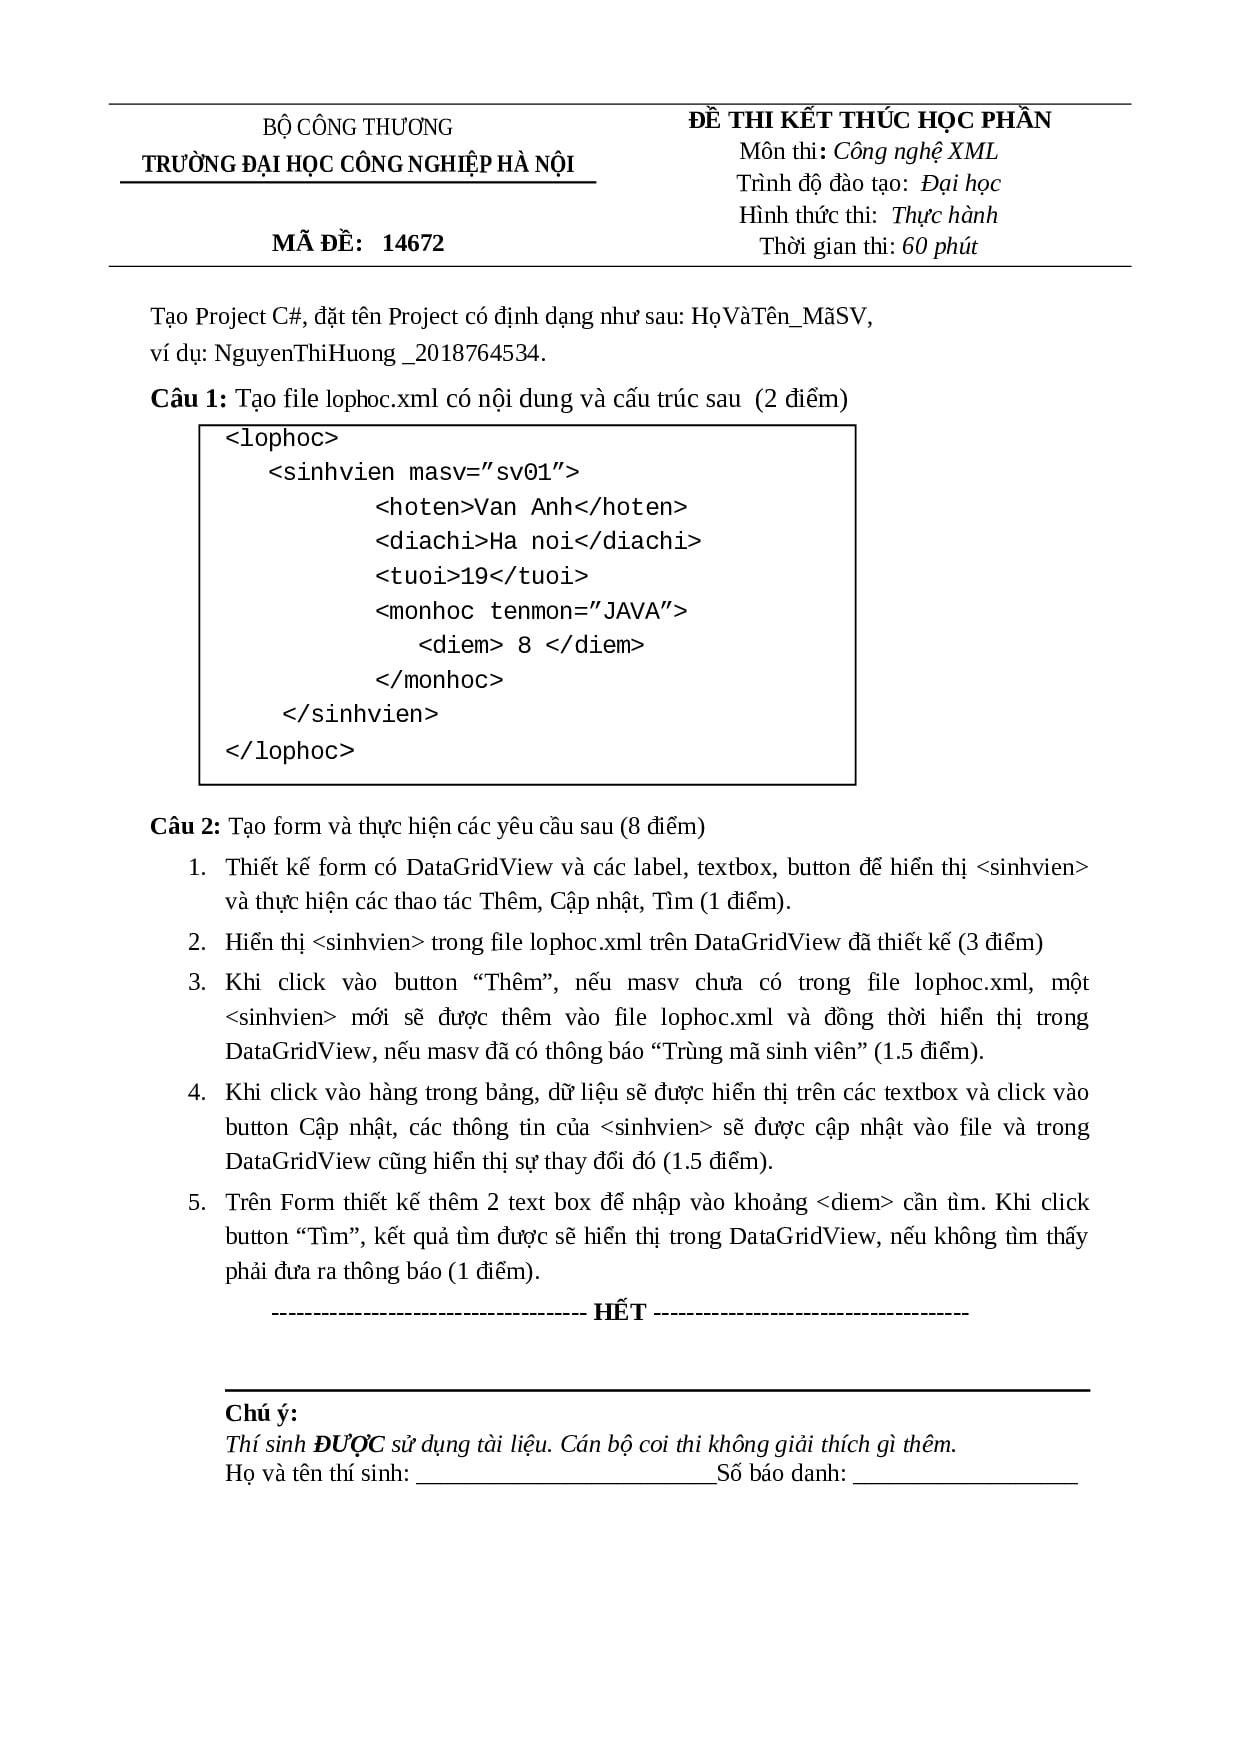 BỘ CÔNG THƯƠNG
TRƯỜNG ĐẠI HỌC CÔNG NGHIỆP HÀ NỘI
MÃ ĐỀ: 14672
ĐỀ THI KẾT THÚC HỌC PHẦN
Môn thi: Công nghệ XML
Trình độ đào tạo: Đại học
Hình thức thi: Thực hành
Thời gian thi: 60 phút
Tạo Project C#, đặt tên Project có định dạng như sau: HọVàTên_MãSV,
ví dụ: NguyenThiHuong _2018764534.
Câu 1: Tạo file lophoc.xml có nội dung và cấu trúc sau (2 điểm)
<lophoc>
<sinhvien masv=”sv01”>
<hoten>Van Anh</hoten>
<diachi>Ha noi</diachi>
<tuoi>19</tuoi>
<monhoc tenmon=”JAVA”>
<diem> 8 </diem>
</monhoc>
</sinhvien>
</lophoc>
Câu 2: Tạo form và thực hiện các yêu cầu sau (8 điểm)
1. Thiết kế form có DataGridView và các label, textbox, button để hiển thị <sinhvien>
và thực hiện các thao tác Thêm, Cập nhật, Tìm (1 điểm).
2. Hiển thị <sinhvien> trong file lophoc.xml trên DataGridView đã thiết kế (3 điểm)
3. Khi click vào button “Thêm”, nếu masv chưa có trong file lophoc.xml, một
<sinhvien> mới sẽ được thêm vào file lophoc.xml và đồng thời hiển thị trong
DataGridView, nếu masv đã có thông báo “Trùng mã sinh viên” (1.5 điểm).
4. Khi click vào hàng trong bảng, dữ liệu sẽ được hiển thị trên các textbox và click vào
button Cập nhật, các thông tin của <sinhvien> sẽ được cập nhật vào file và trong
DataGridView cũng hiển thị sự thay đổi đó (1.5 điểm).
5. Trên Form thiết kế thêm 2 text box để nhập vào khoảng <diem> cần tìm. Khi click
button “Tìm”, kết quả tìm được sẽ hiển thị trong DataGridView, nếu không tìm thấy
phải đưa ra thông báo (1 điểm).
-------------------------------------- HẾT --------------------------------------
Chú ý:
Thí sinh ĐƯỢC sử dụng tài liệu. Cán bộ coi thi không giải thích gì thêm.
Họ và tên thí sinh: ________________________Số báo danh: __________________